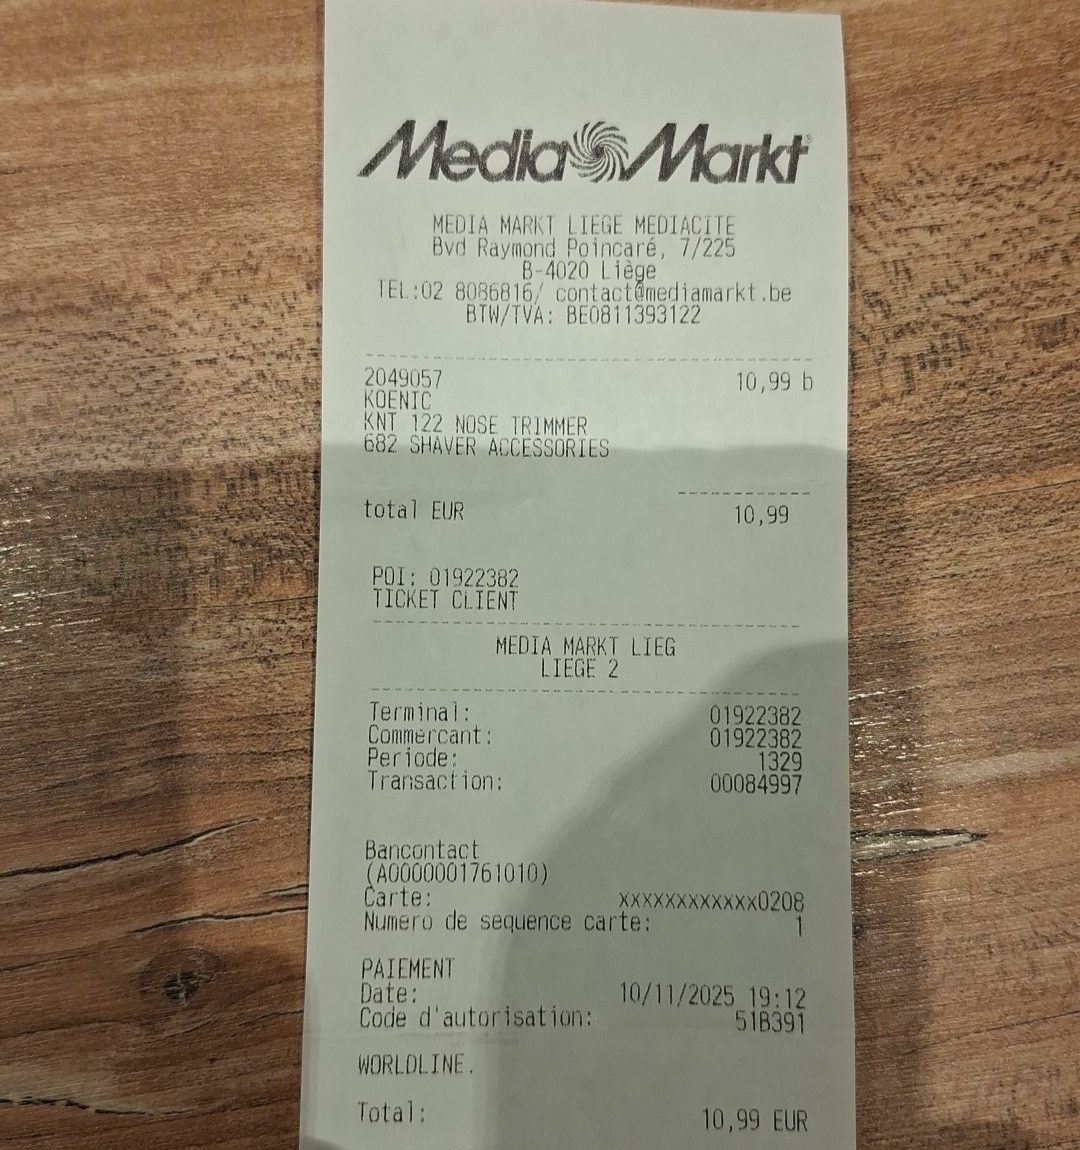 Media Markt®
MEDIA MARKT LIEGE MEDIACITE
Bvd Raymond Poincaré, 7/225
B-4020 Liège
TEL:02 8086816/ contact@mediamarkt.be
BTW/TVA: BE0811393122
2049057 10,99 b
KOENIC
KNT 122 NOSE TRIMMER
682 SHAVER ACCESSORIES
total EUR 10,99
POI: 01922382
TICKET CLIENT
MEDIA MARKT LIEG
LIEGE 2
Terminal: 01922382
Commercant: 01922382
Periode: 1329
Transaction: 00084997
Bancontact
(A0000001761010)
Carte: xxxxxxxxxxxx0208
Numero de sequence carte: 1
PAIEMENT
Date: 10/11/2025 19:12
Code d'autorisation: 51B391
WORLDLINE.
Total: 10,99 EUR